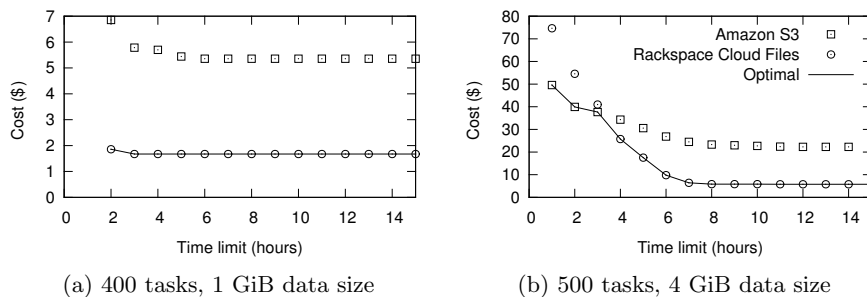 7
6
5
4
3
2
1
0
Cost ($)
0 2 4 6 8 10 12 14
Time limit (hours)
(a) 400 tasks, 1 GiB data size
80
70
60
50
40
30
20
10
0
Cost ($)
Amazon S3
Rackspace Cloud Files
Optimal
0 2 4 6 8 10 12 14
Time limit (hours)
(b) 500 tasks, 4 GiB data size